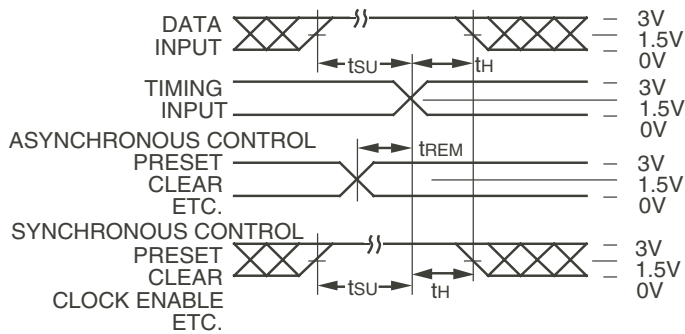 DATA
INPUT
tSU
tH
3V
1.5V
0V
TIMING
INPUT
3V
1.5V
0V
ASYNCHRONOUS CONTROL
PRESET
CLEAR
ETC.
tREM
3V
1.5V
0V
SYNCHRONOUS CONTROL
PRESET
CLEAR
CLOCK ENABLE
ETC.
tSU
tH
3V
1.5V
0V